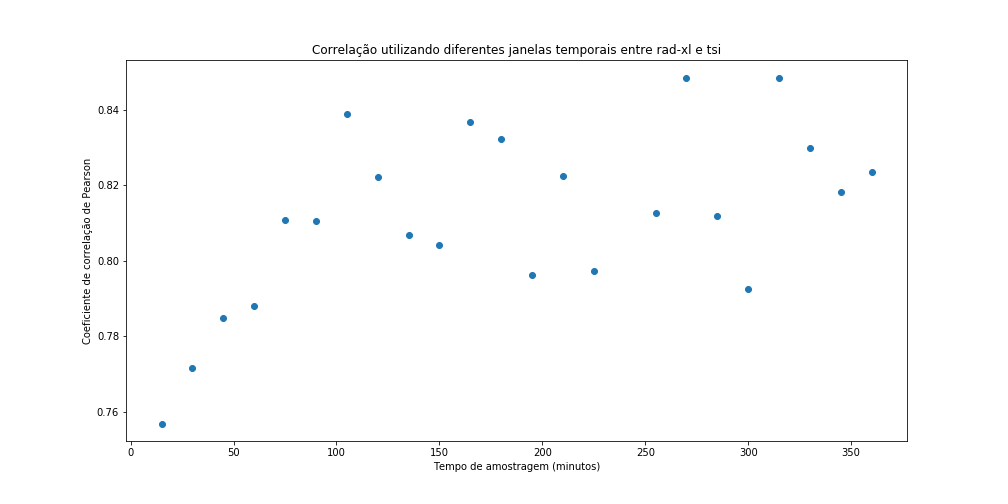 Correlação utilizando diferentes janelas temporais entre rad-xl e tsi
0.84
0.82
0.80
0.78
0.76
Coeficiente de correlação de Pearson
0 50 100 150 200 250 300 350
Tempo de amostragem (minutos)